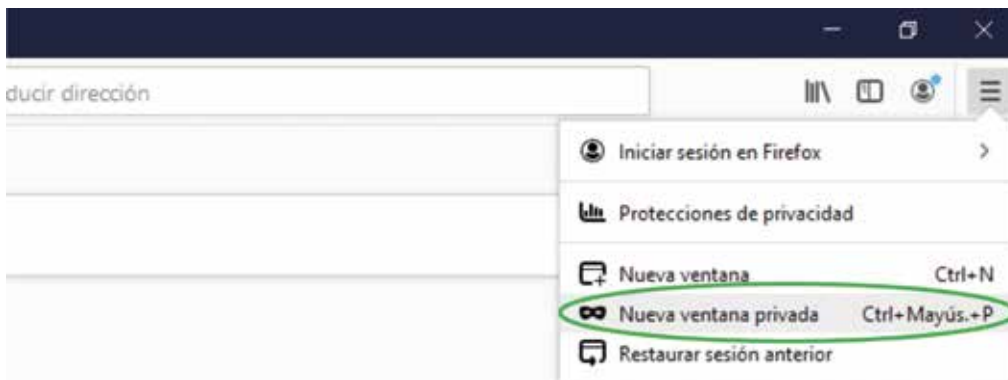 ducir dirección
Iniciar sesión en Firefox
Protecciones de privacidad
Nueva ventana Ctrl+N
Nueva ventana privada Ctrl+Mayús.+P
Restaurar sesión anterior